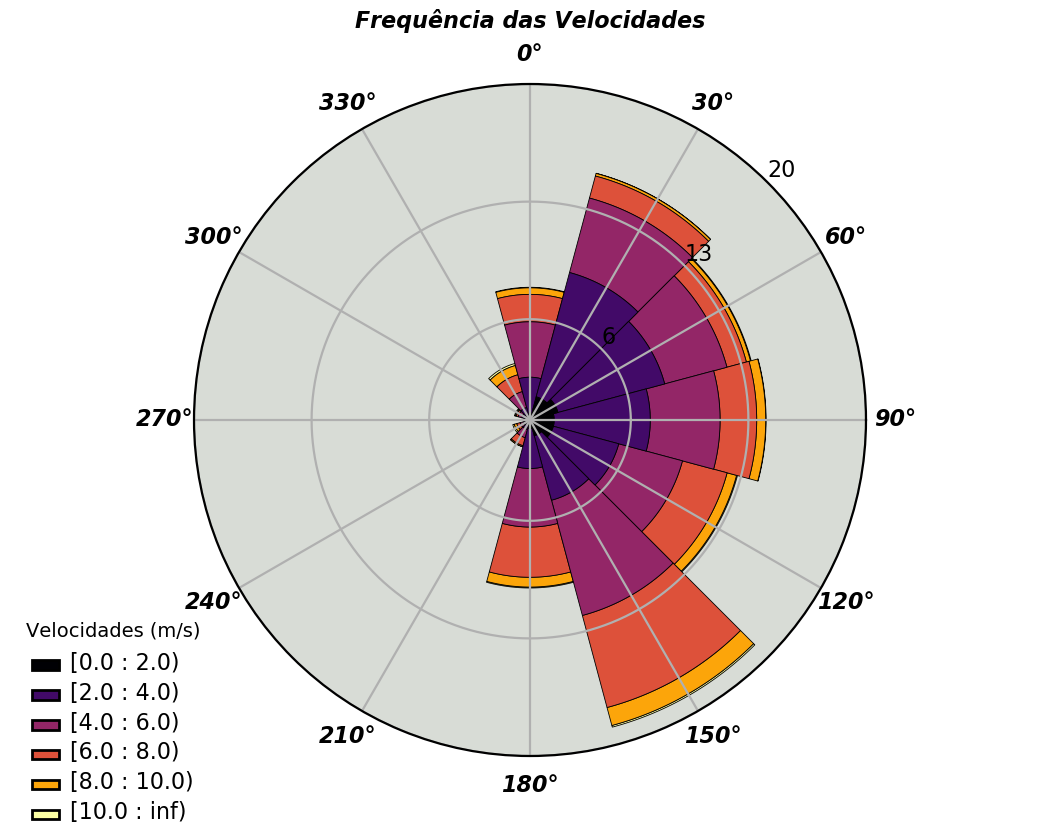 Frequência das Velocidades
0°
330°
30°
20
300°
60°
13
6
270°
90°
240°
120°
210°
150°
180°
Velocidades (m/s)
[0.0 : 2.0)
[2.0 : 4.0)
[4.0 : 6.0)
[6.0 : 8.0)
[8.0 : 10.0)
[10.0 : inf)